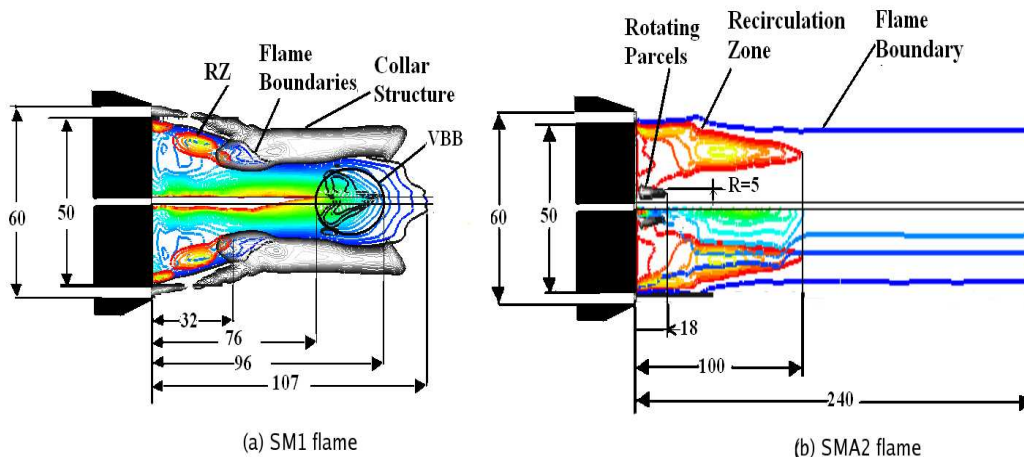 RZ
Flame
Boundaries
Collar
Structure
VBB
60
50
32
76
96
107
(a) SM1 flame
Rotating
Parcels
Recirculation
Zone
Flame
Boundary
R=5
60
50
18
100
240
(b) SMA2 flame